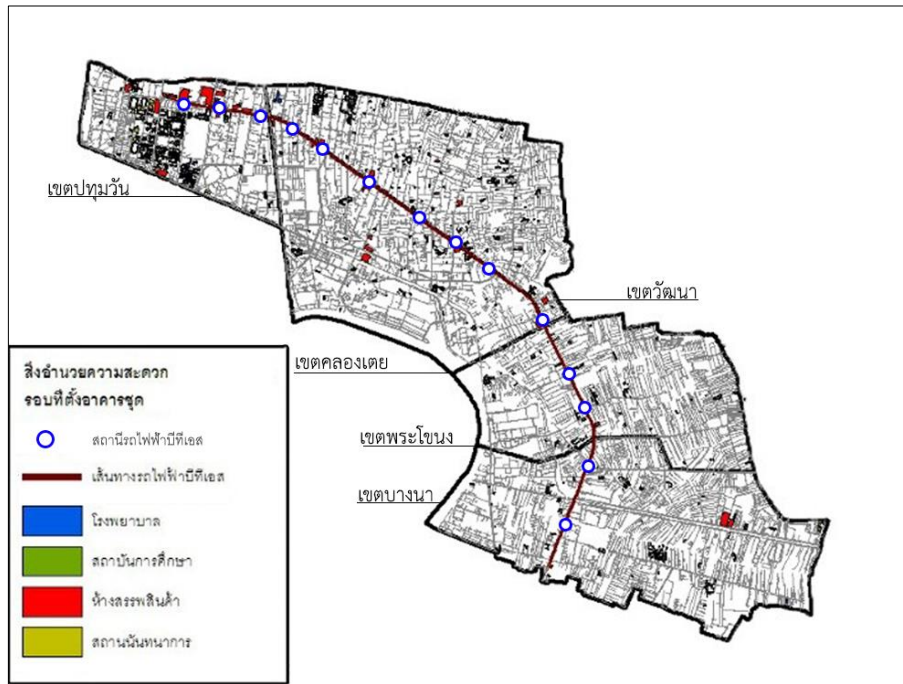 เขตปทุมวัน
เขตวัฒนา
เขตคลองเตย
เขตพระโขนง
เขตบางนา
สิ่งอำนวยความสะดวก
รอบที่ตั้งอาคารชุด
สถานีรถไฟฟ้าบีทีเอส
เส้นทางรถไฟฟ้าบีทีเอส
โรงพยาบาล
สถาบันการศึกษา
ห้างสรรพสินค้า
สถานนันทนาการ